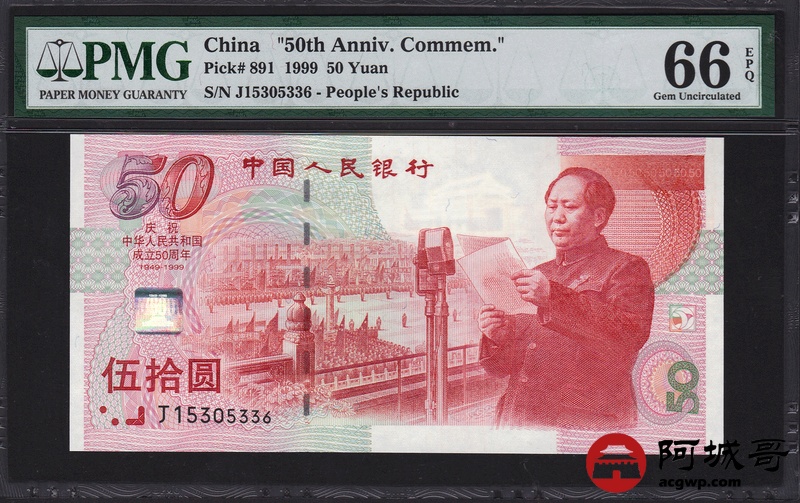 PMG
PAPER MONEY GUARANTY
China "50th Anniv. Commem."
Pick# 891 1999 50 Yuan
S/N J15305336 - People's Republic
66 EPQ
Gem Uncirculated
50
中国人民银行
庆祝
中华人民共和国
成立50周年
1949-1999
伍拾圆
J15305336
50
阿城哥
acgwp.com